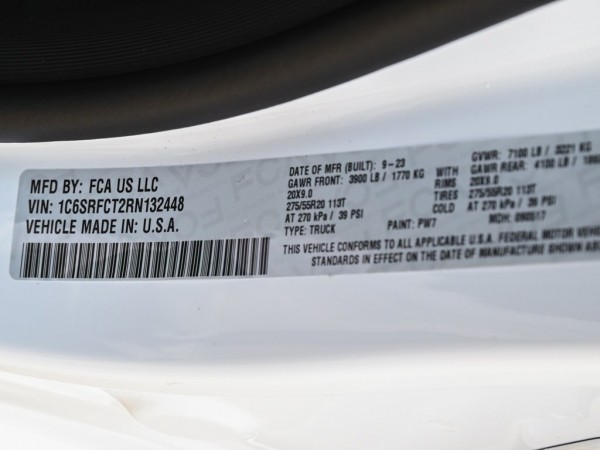 MFD BY: FCA US LLC
VIN: 1C6SRFCT2RN132448
VEHICLE MADE IN: U.S.A.
DATE OF MFR (BUILT): 9-23 GVWR: 7100 LB / 3221 KG
GAWR FRONT: 3900 LB / 1770 KG WITH GAWR REAR: 4100 LB /
20X9.0 RIMS 20X9.0
275/55R20 113T TIRES 275/55R20 113T
AT 270 kPa / 39 PSI COLD AT 270 kPa / 39 PSI
TYPE: TRUCK PAINT: PW7 MDH:
THIS VEHICLE CONFORMS TO ALL APPLICABLE U.S.A. FEDERAL MOTOR
STANDARDS IN EFFECT ON THE DATE OF MANUFACTURE SHOWN